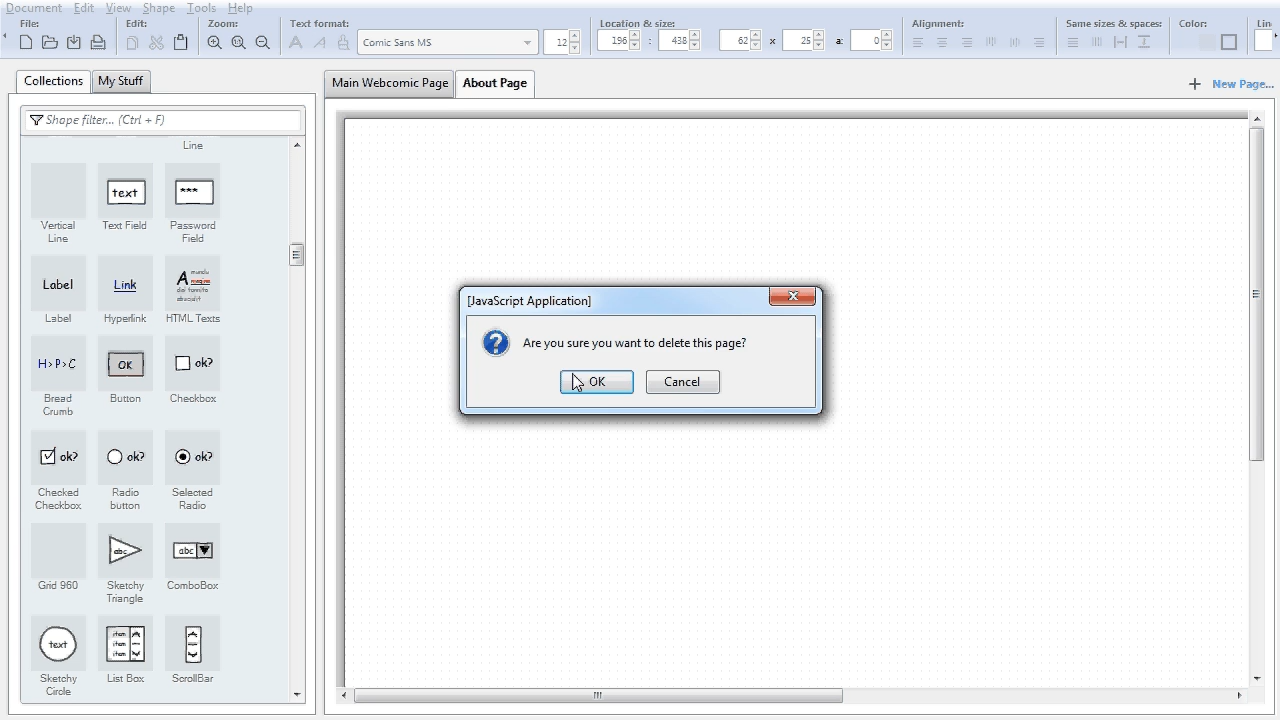 Document Edit View Shape Tools Help
File: Edit: Zoom: Text format: Location & size: Alignment: Same sizes & spaces: Color: Lin
Comic Sans MS 12 196 : 438 62 x 25 a: 0
Collections My Stuff
Main Webcomic Page About Page
New Page...
Shape filter... (Ctrl + F)
Line
text ***
Vertical Line
Text Field
Password Field
Label Link
Label Hyperlink HTML Texts
H>P>C OK ok?
Bread Crumb
Button
Checkbox
ok? ok? ok?
Checked Checkbox
Radio button
Selected Radio
abc abc
Grid 960
Sketchy Triangle
ComboBox
text item item item
Sketchy Circle
List Box
ScrollBar
[JavaScript Application]
Are you sure you want to delete this page?
OK Cancel